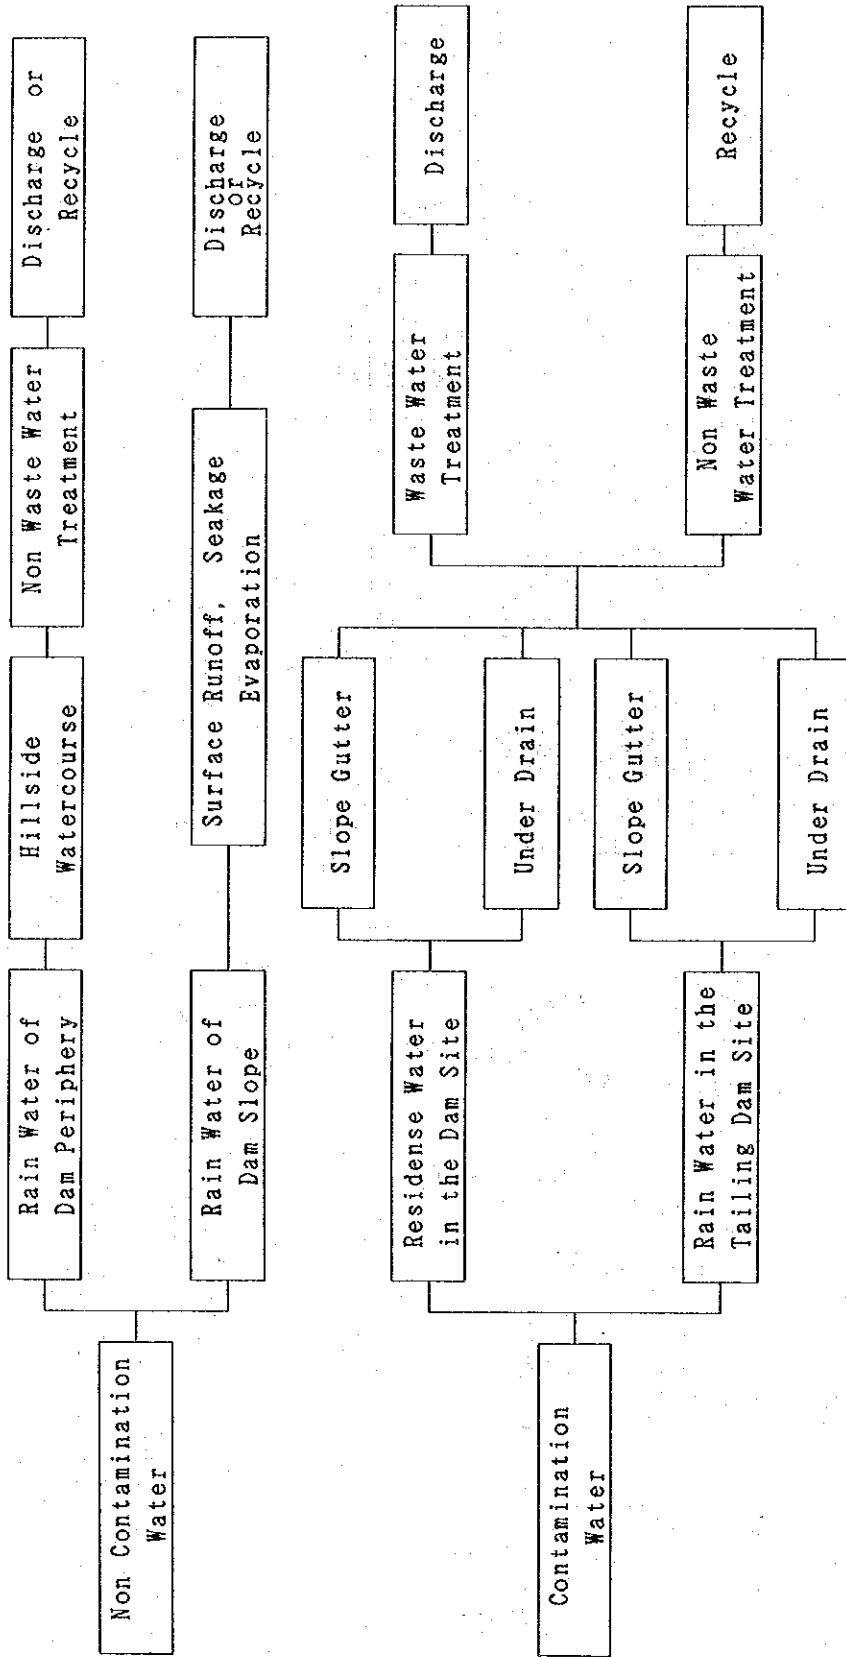 Non Contamination
Water
Rain Water of
Dam Periphery
Hillside
Watercourse
Non Waste Water
Treatment
Discharge or
Recycle
Rain Water of
Dam Slope
Surface Runoff, Seakage
Evaporation
Discharge
or
Recycle
Contamination
Water
Residense Water
in the Dam Site
Slope Gutter
Under Drain
Rain Water in the
Tailing Dam Site
Slope Gutter
Under Drain
Waste Water
Treatment
Discharge
Non Waste
Water Treatment
Recycle